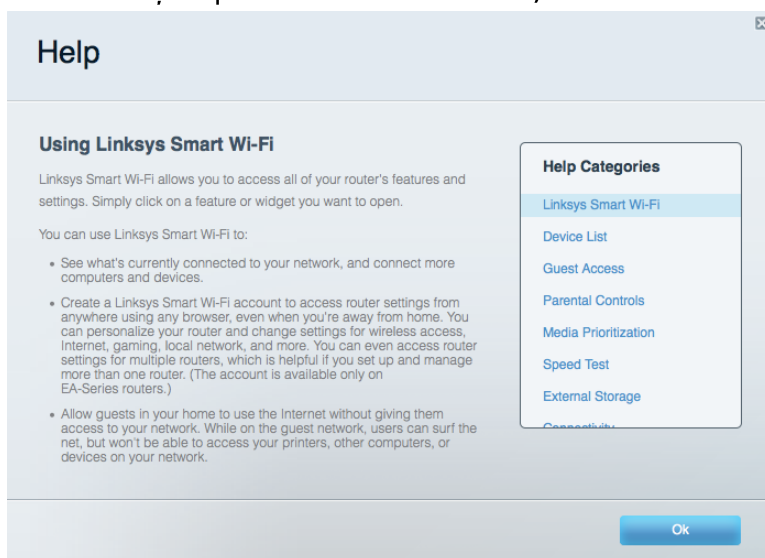 Help
Using Linksys Smart Wi-Fi
Linksys Smart Wi-Fi allows you to access all of your router's features and
settings. Simply click on a feature or widget you want to open.
You can use Linksys Smart Wi-Fi to:
• See what's currently connected to your network, and connect more
computers and devices.
• Create a Linksys Smart Wi-Fi account to access router settings from
anywhere using any browser, even when you're away from home. You
can personalize your router and change settings for wireless access,
Internet, gaming, local network, and more. You can even access router
settings for multiple routers, which is helpful if you set up and manage
more than one router. (The account is available only on
EA-Series routers.)
• Allow guests in your home to use the Internet without giving them
access to your network. While on the guest network, users can surf the
net, but won't be able to access your printers, other computers, or
devices on your network.
Help Categories
Linksys Smart Wi-Fi
Device List
Guest Access
Parental Controls
Media Prioritization
Speed Test
External Storage
Connectivity
Ok